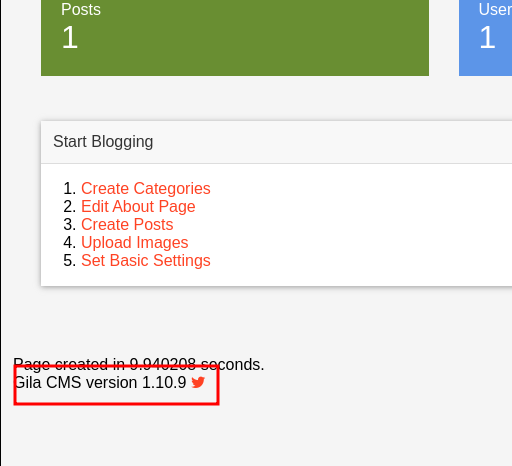 Posts
1
User
1
Start Blogging
1. Create Categories
2. Edit About Page
3. Create Posts
4. Upload Images
5. Set Basic Settings
Page created in 9.940208 seconds.
Gila CMS version 1.10.9